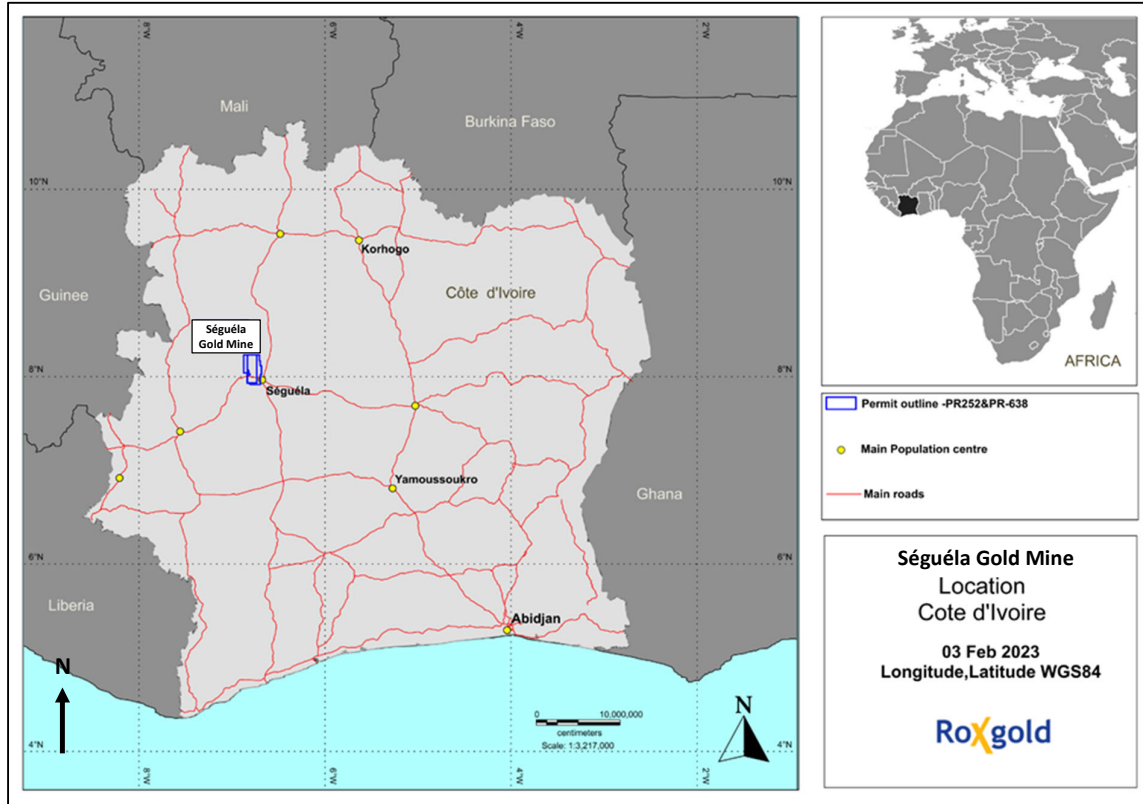 8°W
6°W
4°W
2°W
Mali
Burkina Faso
10°N
10°N
Korhogo
Guinee
Côte d'Ivoire
Séguéla
Gold Mine
8°N
8°N
Séguéla
Yamoussoukro
Ghana
6°N
6°N
Liberia
Abidjan
N
N
0 10,000,000
centimeters
Scale: 1:3,217,000
4°N
4°N
8°W
6°W
4°W
2°W
AFRICA
Permit outline -PR252&PR-638
Main Population centre
Main roads
Séguéla Gold Mine
Location
Cote d'Ivoire
03 Feb 2023
Longitude,Latitude WGS84
Roxgold